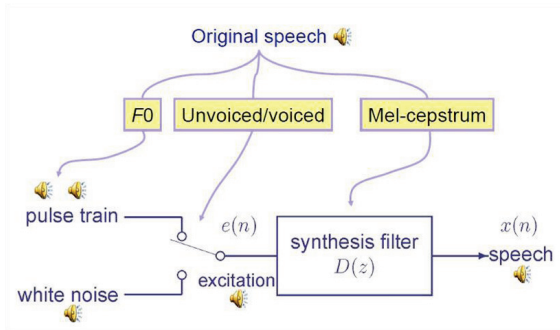 Original speech
F0
Unvoiced/voiced
Mel-cepstrum
pulse train
e(n)
synthesis filter
D(z)
x(n)
speech
white noise
excitation